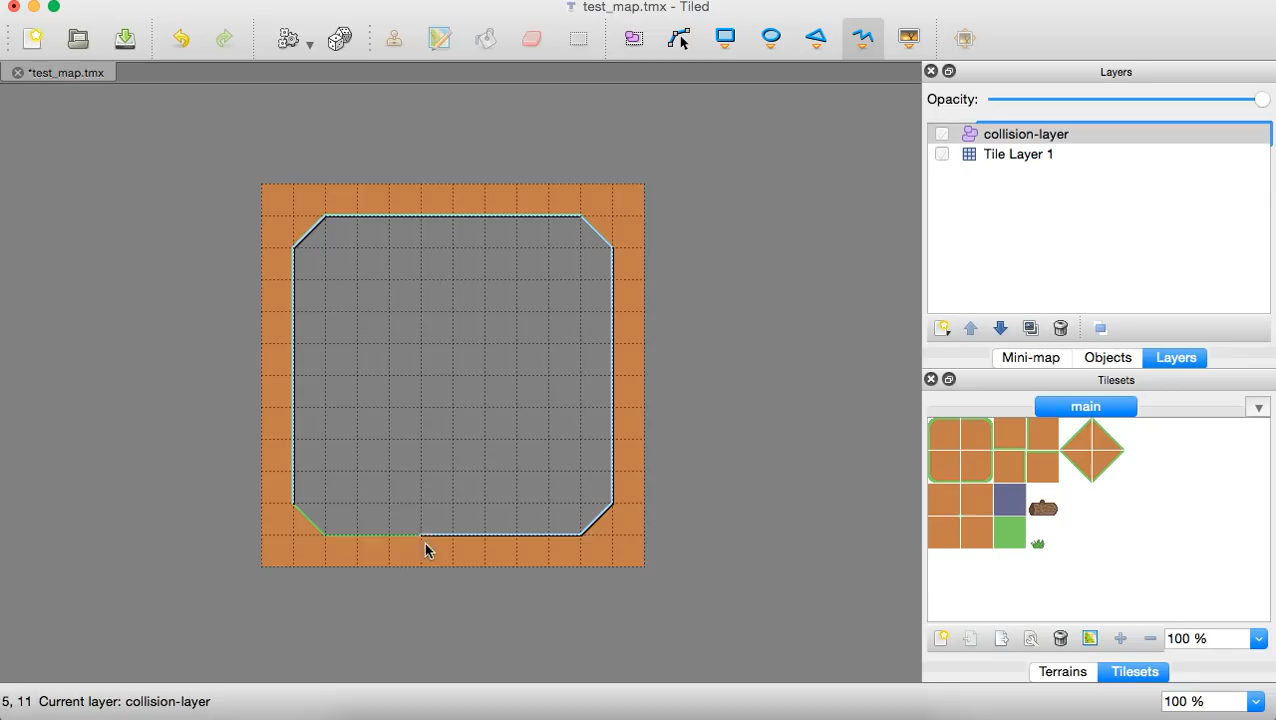 test_map.tmx - Tiled
*test_map.tmx
Layers
Opacity:
collision-layer
Tile Layer 1
Mini-map Objects Layers
Tilesets
main
100 %
Terrains Tilesets
5, 11 Current layer: collision-layer
100 %